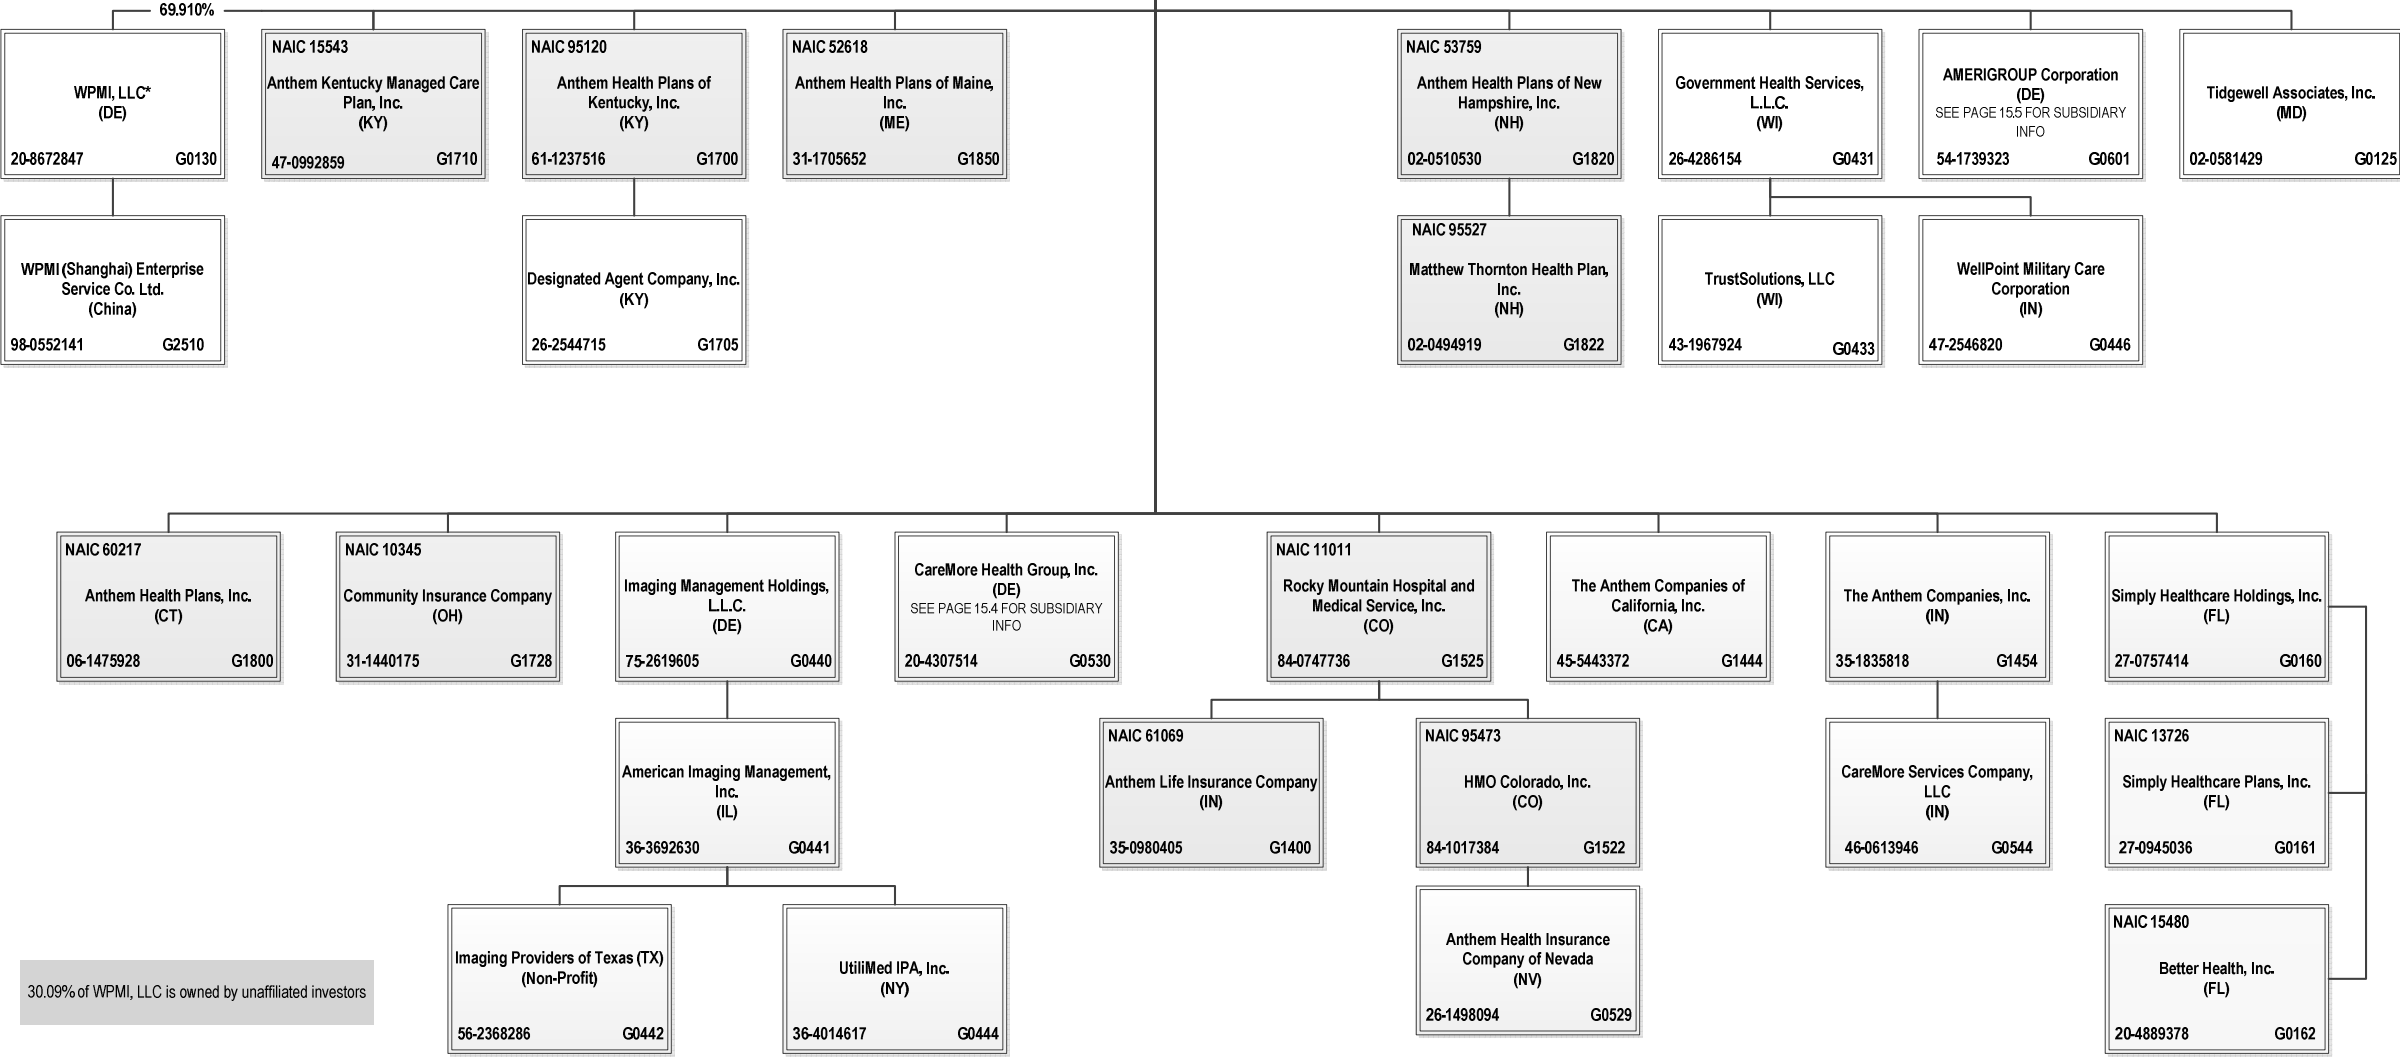 69.910%
WPMI, LLC*
(DE)
20-8672847 G0130
NAIC 15543
Anthem Kentucky Managed Care
Plan, Inc.
(KY)
47-0992859 G1710
NAIC 95120
Anthem Health Plans of
Kentucky, Inc.
(KY)
61-1237516 G1700
NAIC 52618
Anthem Health Plans of Maine,
Inc.
(ME)
31-1705652 G1850
NAIC 53759
Anthem Health Plans of New
Hampshire, Inc.
(NH)
02-0510530 G1820
Government Health Services,
L.L.C.
(WI)
26-4286154 G0431
AMERIGROUP Corporation
(DE)
SEE PAGE 15.5 FOR SUBSIDIARY
INFO
54-1739323 G0601
Tidgewell Associates, Inc.
(MD)
02-0581429 G0125
WPMI (Shanghai) Enterprise
Service Co. Ltd.
(China)
98-0552141 G2510
Designated Agent Company, Inc.
(KY)
26-2544715 G1705
NAIC 95527
Matthew Thornton Health Plan,
Inc.
(NH)
02-0494919 G1822
TrustSolutions, LLC
(WI)
43-1967924 G0433
WellPoint Military Care
Corporation
(IN)
47-2546820 G0446
NAIC 60217
Anthem Health Plans, Inc.
(CT)
06-1475928 G1800
NAIC 10345
Community Insurance Company
(OH)
31-1440175 G1728
Imaging Management Holdings,
L.L.C.
(DE)
75-2619605 G0440
CareMore Health Group, Inc.
(DE)
SEE PAGE 15.4 FOR SUBSIDIARY
INFO
20-4307514 G0530
NAIC 11011
Rocky Mountain Hospital and
Medical Service, Inc.
(CO)
84-0747736 G1525
The Anthem Companies of
California, Inc.
(CA)
45-5443372 G1444
The Anthem Companies, Inc.
(IN)
35-1835818 G1454
Simply Healthcare Holdings, Inc.
(FL)
27-0757414 G0160
American Imaging Management,
Inc.
(IL)
36-3692630 G0441
NAIC 61069
Anthem Life Insurance Company
(IN)
35-0980405 G1400
NAIC 95473
HMO Colorado, Inc.
(CO)
84-1017384 G1522
CareMore Services Company,
LLC
(IN)
46-0613946 G0544
NAIC 13726
Simply Healthcare Plans, Inc.
(FL)
27-0945036 G0161
Imaging Providers of Texas (TX)
(Non-Profit)
56-2368286 G0442
UtiliMed IPA, Inc.
(NY)
36-4014617 G0444
Anthem Health Insurance
Company of Nevada
(NV)
26-1498094 G0529
NAIC 15480
Better Health, Inc.
(FL)
20-4889378 G0162
30.09% of WPMI, LLC is owned by unaffiliated investors